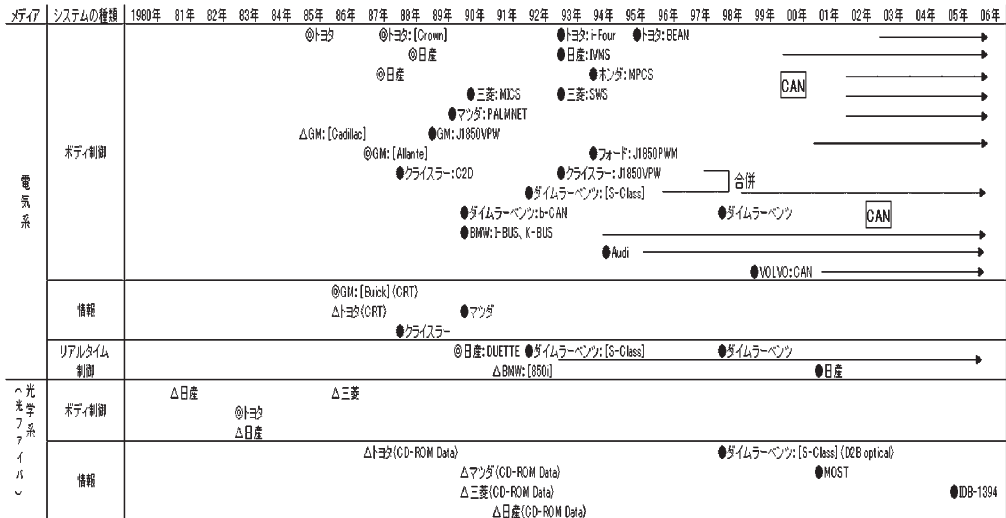 メディア システムの種類 1980年 81年 82年 83年 84年 85年 86年 87年 88年 89年 90年 91年 92年 93年 94年 95年 96年 97年 98年 99年 00年 01年 02年 03年 04年 05年 06年
電気系
ボディ制御
◎トヨタ ◎トヨタ:[Crown] ●トヨタ:i-Four ●トヨタ:BEAN
◎日産 ●日産:IVMS
◎日産 ●ホンダ:MPCS
CAN
●三菱:MICS ●三菱:SWS
●マツダ:PALMNET
△GM:[Cadillac] ●GM:J1850VPW
◎GM:[Allante] ●フォード:J1850PWM
●クライスラー:C2D ●クライスラー:J1850VPW
合併
●ダイムラーベンツ:[S-Class]
●ダイムラーベンツ:b-CAN ●ダイムラーベンツ
CAN
●BMW:I-BUS、K-BUS
●Audi
●VOLVO:CAN
情報
◎GM:[Buick](CRT)
△トヨタ(CRT) ●マツダ
●クライスラー
リアルタイム制御
◎日産:DUETTE ●ダイムラーベンツ:[S-Class] ●ダイムラーベンツ
△BMW:[850i] ●日産
光学系(光ファイバ)
ボディ制御
△日産 △三菱
◎トヨタ
△日産
情報
△トヨタ(CD-ROM Data) ●ダイムラーベンツ:[S-Class](D2B optical)
△マツダ(CD-ROM Data) ●MOST
△三菱(CD-ROM Data) ●IDB-1394
△日産(CD-ROM Data)